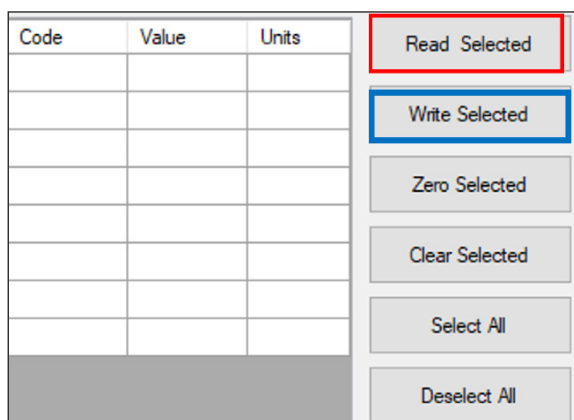 Code Value Units
Read Selected
Write Selected
Zero Selected
Clear Selected
Select All
Deselect All